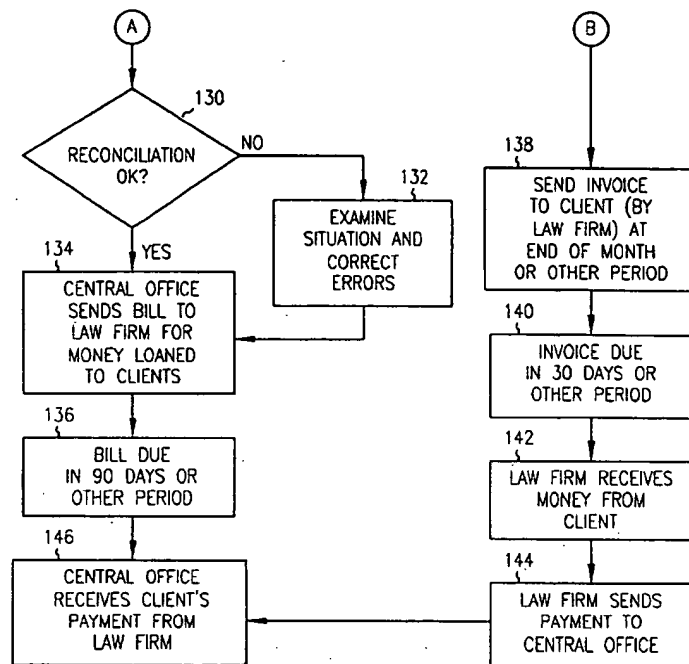 A
130
RECONCILIATION
OK?
NO
YES
132
EXAMINE
SITUATION AND
CORRECT
ERRORS
134
CENTRAL OFFICE
SENDS BILL TO
LAW FIRM FOR
MONEY LOANED
TO CLIENTS
136
BILL DUE
IN 90 DAYS OR
OTHER PERIOD
146
CENTRAL OFFICE
RECEIVES CLIENT'S
PAYMENT FROM
LAW FIRM
B
138
SEND INVOICE
TO CLIENT (BY
LAW FIRM) AT
END OF MONTH
OR OTHER PERIOD
140
INVOICE DUE
IN 30 DAYS OR
OTHER PERIOD
142
LAW FIRM RECEIVES
MONEY FROM
CLIENT
144
LAW FIRM SENDS
PAYMENT TO
CENTRAL OFFICE